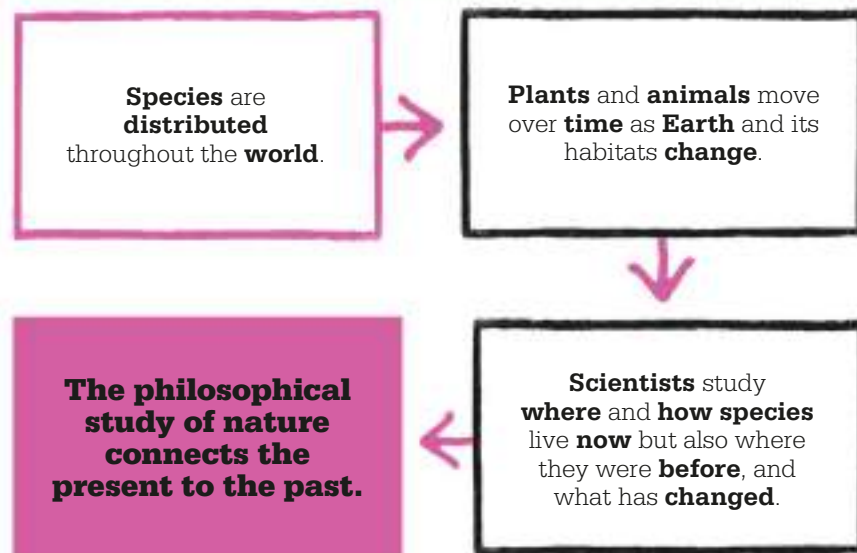 Species are
distributed
throughout the world.
Plants and animals move
over time as Earth and its
habitats change.
Scientists study
where and how species
live now but also where
they were before, and
what has changed.
The philosophical
study of nature
connects the
present to the past.